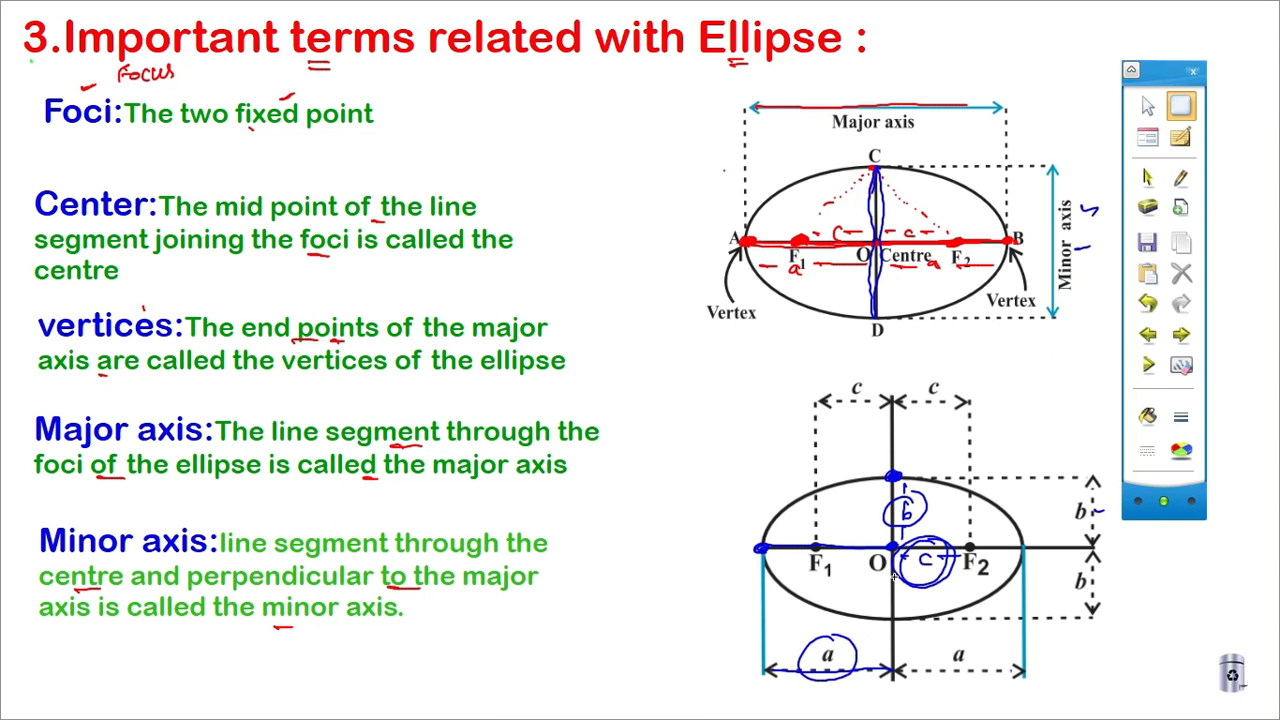 3.Important terms related with Ellipse :
Focus
Foci:The two fixed point
Center:The mid point of the line
segment joining the foci is called the
centre
vertices:The end points of the major
axis are called the vertices of the ellipse
Major axis:The line segment through the
foci of the ellipse is called the major axis
Minor axis:line segment through the
centre and perpendicular to the major
axis is called the minor axis.
Major axis
C
Minor axis
c c
A F1 O Centre F2 B
a a
Vertex Vertex
D
c c
b b
F1 O c F2
b
a a
x